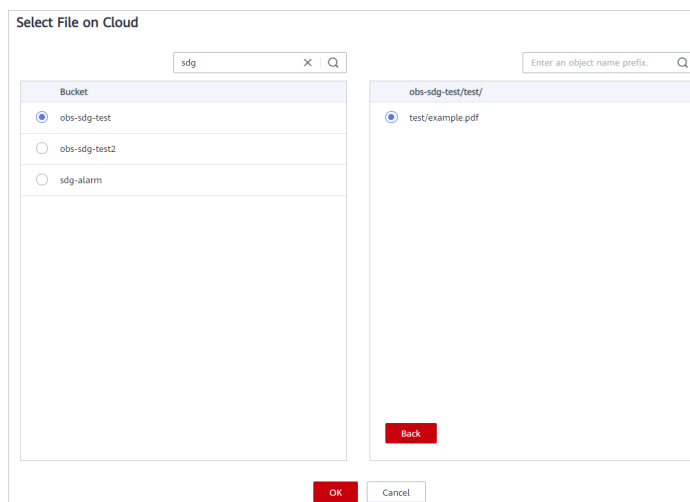 Select File on Cloud
sdg
Enter an object name prefix.
Bucket
obs-sdg-test
obs-sdg-test2
sdg-alarm
obs-sdg-test/test/
test/example.pdf
Back
OK
Cancel